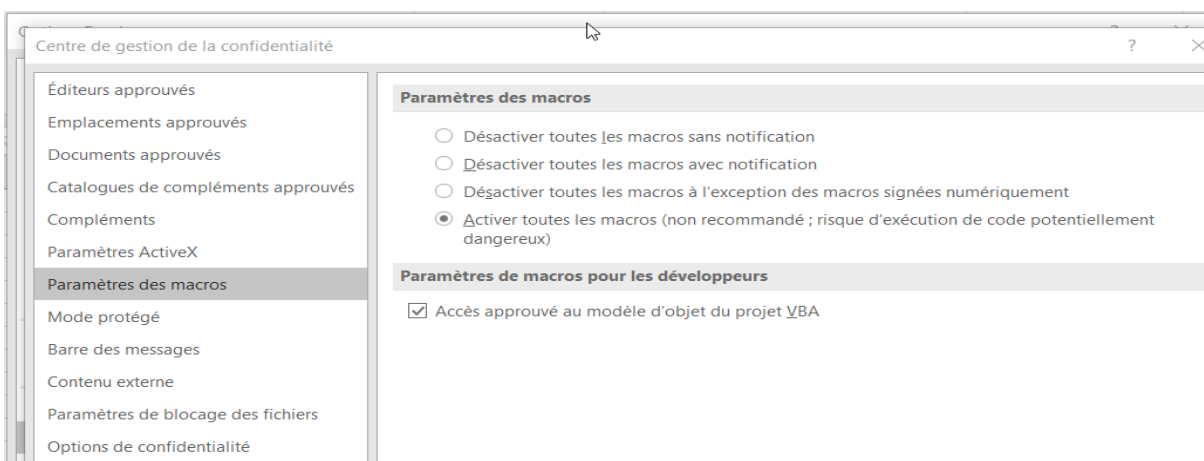 Centre de gestion de la confidentialité
?
Éditeurs approuvés
Emplacements approuvés
Documents approuvés
Catalogues de compléments approuvés
Compléments
Paramètres ActiveX
Paramètres des macros
Mode protégé
Barre des messages
Contenu externe
Paramètres de blocage des fichiers
Options de confidentialité
Paramètres des macros
Désactiver toutes les macros sans notification
Désactiver toutes les macros avec notification
Désactiver toutes les macros à l'exception des macros signées numériquement
Activer toutes les macros (non recommandé ; risque d'exécution de code potentiellement
dangereux)
Paramètres de macros pour les développeurs
Accès approuvé au modèle d'objet du projet VBA